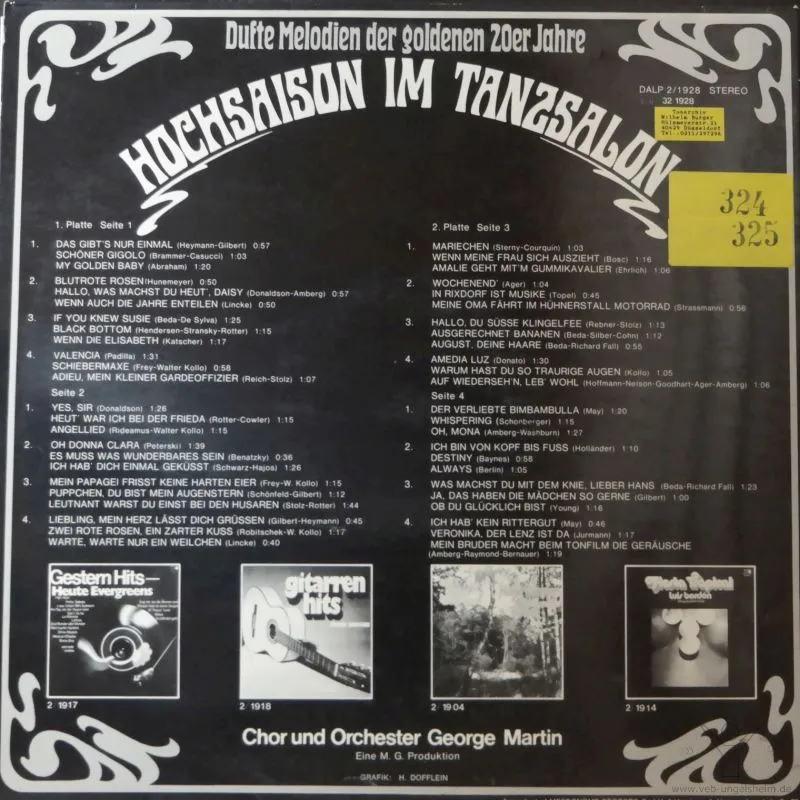 Dufte Melodien der goldenen 20er Jahre
HOCHSAISON IM TANZSALON
DALP 2/1928 STEREO
32 1928
Tonarchiv
Wilhelm Burger
40629 Düsseldorf
Tel.:0211/297296
324
325
1. Platte Seite 1
1. DAS GIBT'S NUR EINMAL (Heymann-Gilbert) 0:57
SCHÖNER GIGOLO (Brammer-Casucci) 1:03
MY GOLDEN BABY (Abraham) 1:20
2. BLUTROTE ROSEN(Hunemeyer) 0:50
HALLO, WAS MACHST DU HEUT', DAISY (Donaldson-Amberg) 0:57
WENN AUCH DIE JAHRE ENTEILEN (Lincke) 0:50
3. IF YOU KNEW SUSIE (Beda-De Sylva) 1:25
BLACK BOTTOM (Hendersen-Stransky-Rotter) 1:15
WENN DIE ELISABETH (Katscher) 1:17
4. VALENCIA (Padilla) 1:31
SCHIEBERMAXE (Frey-Walter Kollo) 0:58
ADIEU, MEIN KLEINER GARDEOFFIZIER (Reich-Stolz) 1:07
Seite 2
1. YES, SIR (Donaldson) 1:26
HEUT' WAR ICH BEI DER FRIEDA (Rotter-Cowler) 1:15
ANGELLIED (Rideamus-Walter Kollo) 1:15
2. OH DONNA CLARA (Peterski) 1:39
ES MUSS WAS WUNDERBARES SEIN (Benatzky) 0:36
ICH HAB' DICH EINMAL GEKÜSST (Schwarz-Hajos) 1:26
3. MEIN PAPAGEI FRISST KEINE HARTEN EIER (Frey-W. Kollo) 1:15
PUPPCHEN, DU BIST MEIN AUGENSTERN (Schönfeld-Gilbert) 1:12
LEUTNANT WARST DU EINST BEI DEN HUSAREN (Stolz-Rotter) 1:44
4. LIEBLING, MEIN HERZ LÄSST DICH GRÜSSEN (Gilbert-Heymann) 0:45
ZWEI ROTE ROSEN, EIN ZARTER KUSS (Robitschek-W. Kollo) 1:17
WARTE, WARTE NUR EIN WEILCHEN (Lincke) 0:40
2. Platte Seite 3
1. MARIECHEN (Sterny-Courquin) 1:03
WENN MEINE FRAU SICH AUSZIEHT (Bosc) 1:16
AMALIE GEHT MIT'M GUMMIKAVALIER (Ehrlich) 1:06
2. WOCHENEND' (Ager) 1:04
IN RIXDORF IST MUSIKE (Topel) 0:45
MEINE OMA FÄHRT IM HÜHNERSTALL MOTORRAD (Strassmann) 0:56
3. HALLO, DU SÜSSE KLINGELFEE (Rebner-Stolz) 1:13
AUSGERECHNET BANANEN (Beda-Silber-Cohn) 1:12
AUGUST, DEINE HAARE (Beda-Richard Fall) 0:55
4. AMEDIA LUZ (Donato) 1:30
WARUM HAST DU SO TRAURIGE AUGEN (Kollo) 1:05
AUF WIEDERSEH'N, LEB' WOHL (Hoffmann-Nelson-Goodhart-Ager-Amberg) 1:06
Seite 4
1. DER VERLIEBTE BIMBAMBULLA (May) 1:20
WHISPERING (Schonberger) 1:15
OH, MONA (Amberg-Washburn) 1:27
2. ICH BIN VON KOPF BIS FUSS (Holländer) 1:10
DESTINY (Baynes) 0:58
ALWAYS (Berlin) 1:05
3. WAS MACHST DU MIT DEM KNIE, LIEBER HANS (Beda-Richard Fall) 1:23
JA, DAS HABEN DIE MÄDCHEN SO GERNE (Gilbert) 1:00
OB DU GLÜCKLICH BIST (Young) 1:16
4. ICH HAB' KEIN RITTERGUT (May) 0:46
VERONIKA, DER LENZ IST DA (Jurmann) 1:17
MEIN BRUDER MACHT BEIM TONFILM DIE GERÄUSCHE
(Amberg-Raymond-Bernauer) 1:19
Gestern Hits—
Heute Evergreens
gitarren
hits
Fiesta Tropical
luis bordón
2 1917
2 1918
2 1904
2 1914
Chor und Orchester George Martin
Eine M. G. Produktion
GRAFIK: H. DOFFLEIN
www.veb-ungelsheim.de